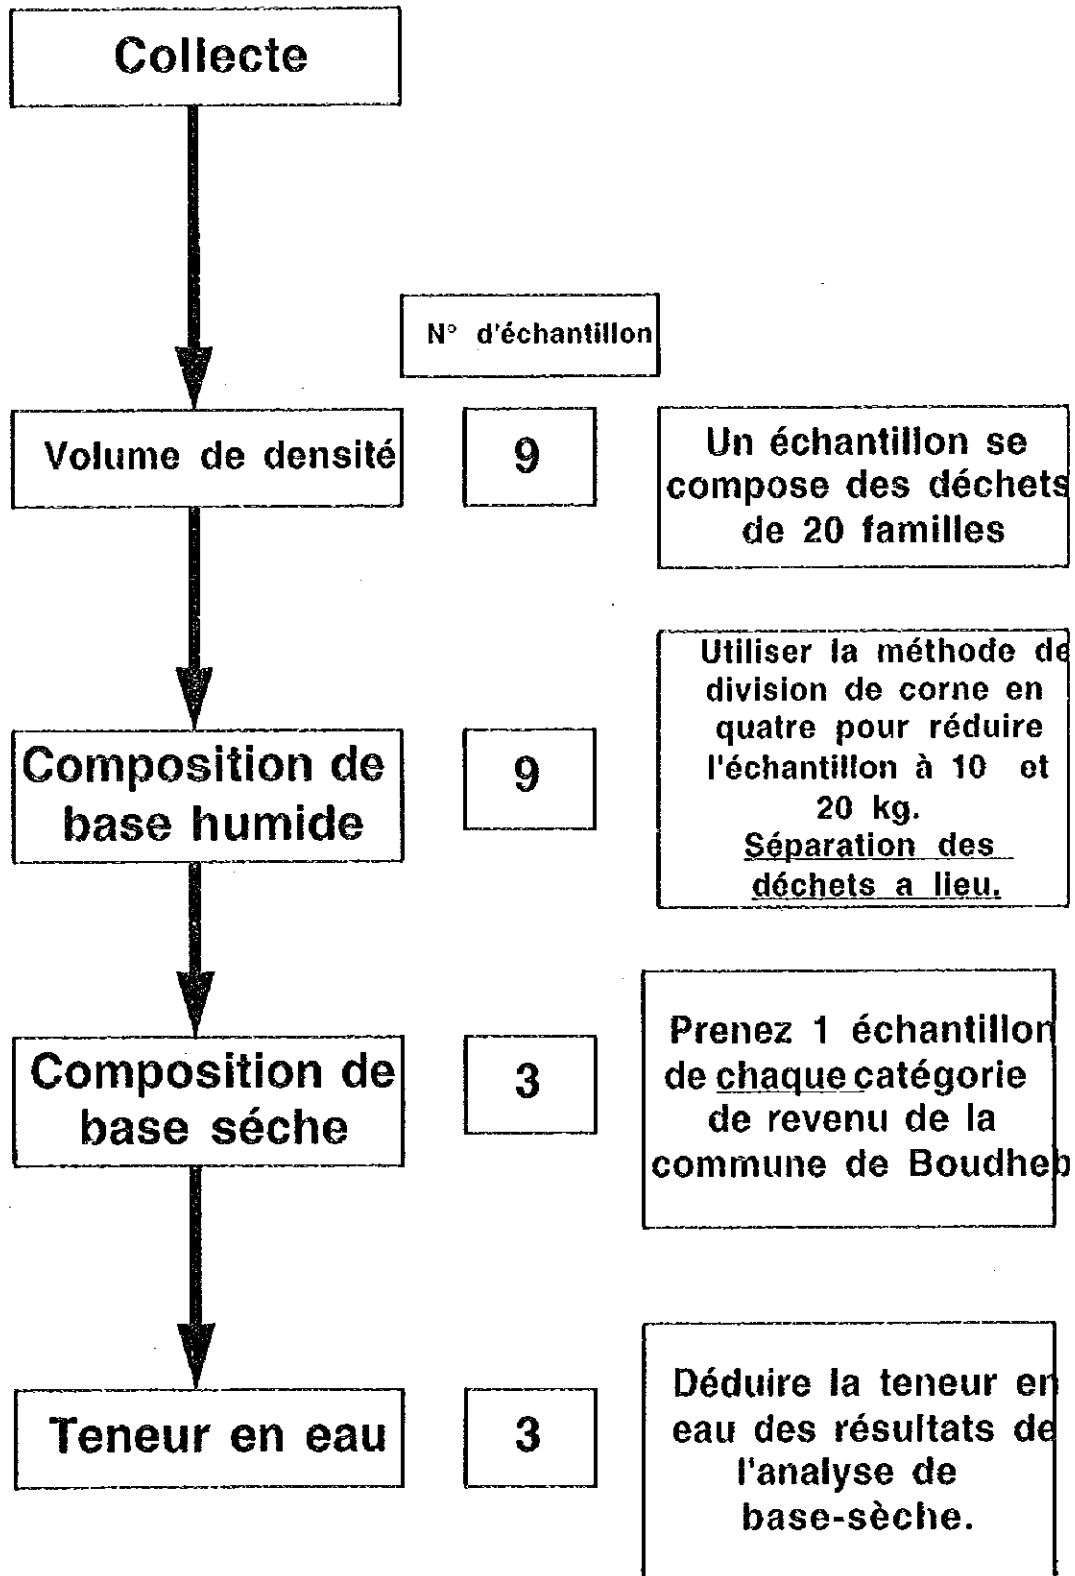 Collecte
N° d'échantillon
Volume de densité
9
Un échantillon se
compose des déchets
de 20 familles
Composition de
base humide
9
Utiliser la méthode de
division de corne en
quatre pour réduire
l'échantillon à 10 et
20 kg.
Séparation des
déchets a lieu.
Composition de
base séche
3
Prenez 1 échantillon
de chaque catégorie
de revenu de la
commune de Boudheb
Teneur en eau
3
Déduire la teneur en
eau des résultats de
l'analyse de
base-sèche.